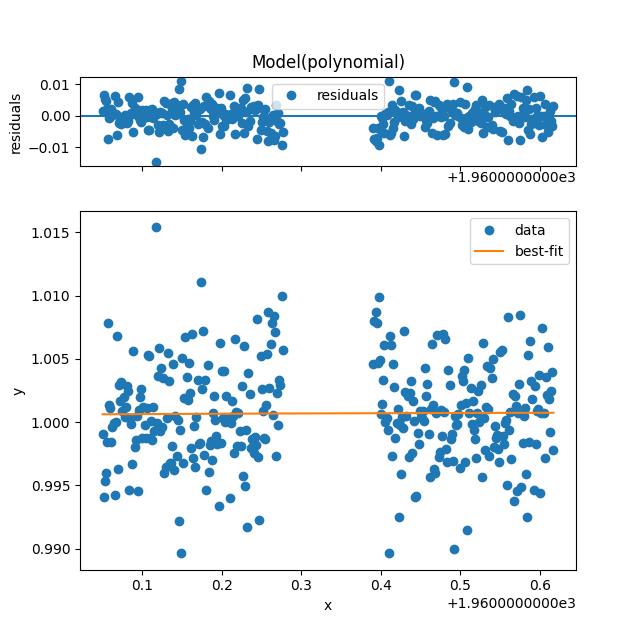 Model(polynomial)
0.01
0.00
−0.01
residuals
residuals
+1.9600000000e3
1.015
1.010
1.005
1.000
0.995
0.990
y
data
best-fit
0.1 0.2 0.3 0.4 0.5 0.6
x
+1.9600000000e3